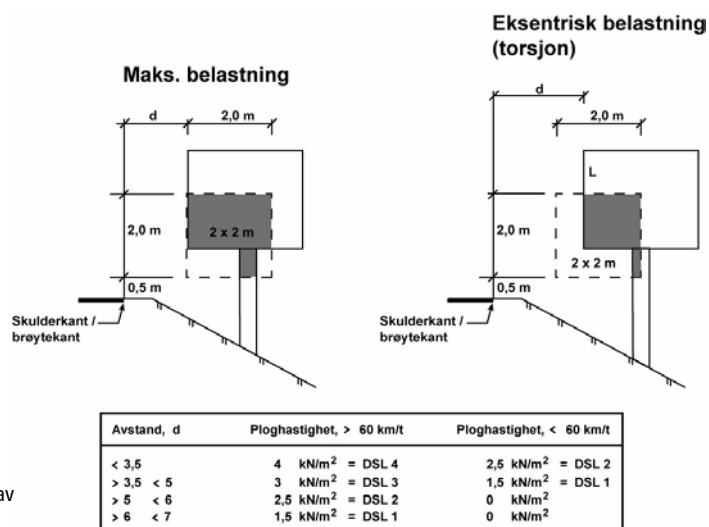 Eksentrisk belastning
(torsjon)
Maks. belastning
d
2,0 m
d
2,0 m
L
2,0 m
2 x 2 m
2,0 m
2 x 2 m
0,5 m
0,5 m
Skulderkant /
brøytekant
Skulderkant /
brøytekant
Avstand, d Ploghastighet, > 60 km/t Ploghastighet, < 60 km/t
< 3,5 4 kN/m² = DSL 4 2,5 kN/m² = DSL 2
> 3,5 < 5 3 kN/m² = DSL 3 1,5 kN/m² = DSL 1
> 5 < 6 2,5 kN/m² = DSL 2 0 kN/m²
> 6 < 7 1,5 kN/m² = DSL 1 0 kN/m²
av